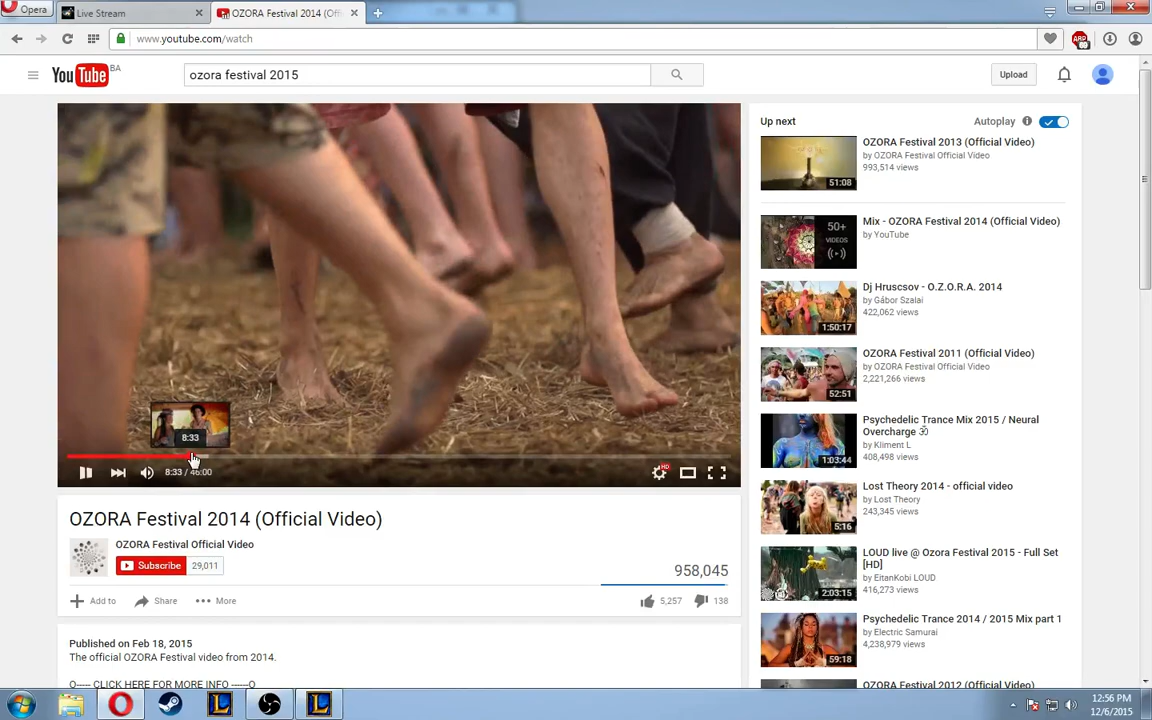 Opera
Live Stream
OZORA Festival 2014 (Offi
www.youtube.com/watch
ABP
89
YouTube BA
ozora festival 2015
Upload
8:33
8:33 / 46:00
HD
OZORA Festival 2014 (Official Video)
OZORA Festival Official Video
Subscribe 29,011
958,045
Add to Share More
5,257 138
Published on Feb 18, 2015
The official OZORA Festival video from 2014.
O----- CLICK HERE FOR MORE INFO ------O
Up next
Autoplay
51:08
OZORA Festival 2013 (Official Video)
by OZORA Festival Official Video
993,514 views
50+
VIDEOS
Mix - OZORA Festival 2014 (Official Video)
by YouTube
1:50:17
Dj Hruscsov - O.Z.O.R.A. 2014
by Gábor Szalai
422,062 views
52:51
OZORA Festival 2011 (Official Video)
2,221,266 views
1:03:44
Psychedelic Trance Mix 2015 / Neural
Overcharge ॐ
by Kliment L
408,498 views
5:16
Lost Theory 2014 - official video
by Lost Theory
243,345 views
2:03:15
LOUD live @ Ozora Festival 2015 - Full Set
[HD]
by EitanKobi LOUD
416,273 views
59:18
Psychedelic Trance 2014 / 2015 Mix part 1
by Electric Samurai
4,238,979 views
OZORA Festival 2012 (Official Video)
12:56 PM
12/6/2015